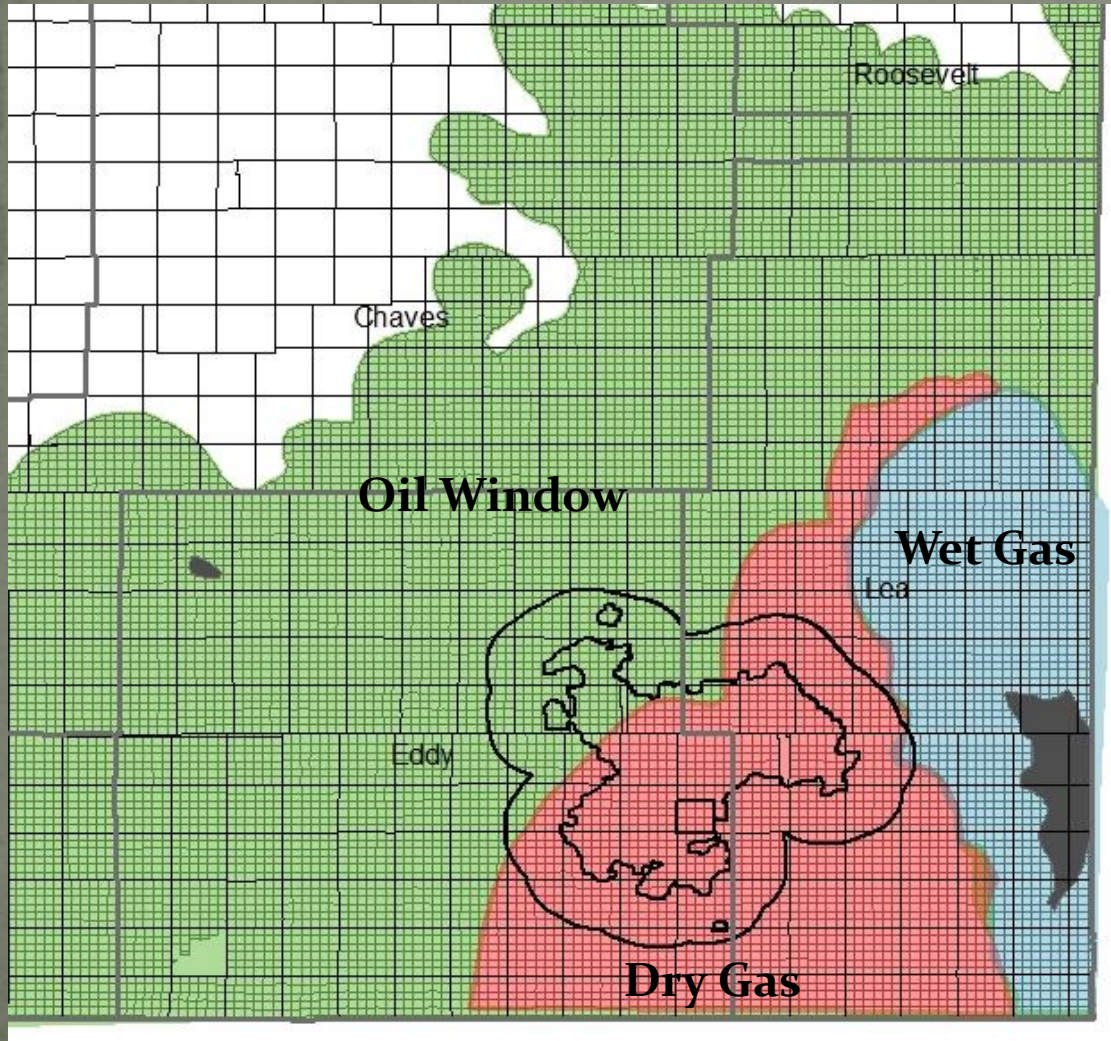 Roosevelt
Chaves
Oil Window
Wet Gas
Lea
Eddy
Dry Gas